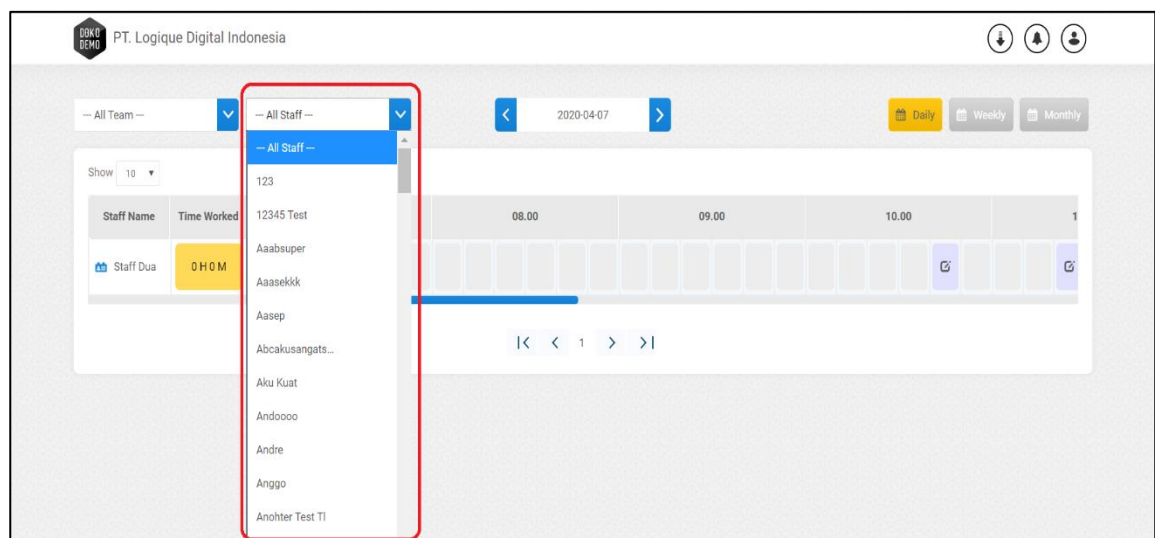 DOKO
DEMO
PT. Logique Digital Indonesia
--- All Team ---
--- All Staff ---
2020-04-07
Daily
Weekly
Monthly
--- All Staff ---
123
12345 Test
Aaabsuper
Aaasekkk
Aasep
Abcakusangats...
Aku Kuat
Andoooo
Andre
Anggo
Anohter Test Tl
Show 10
Staff Name Time Worked 08.00 09.00 10.00 1
Staff Dua 0 H 0 M
1